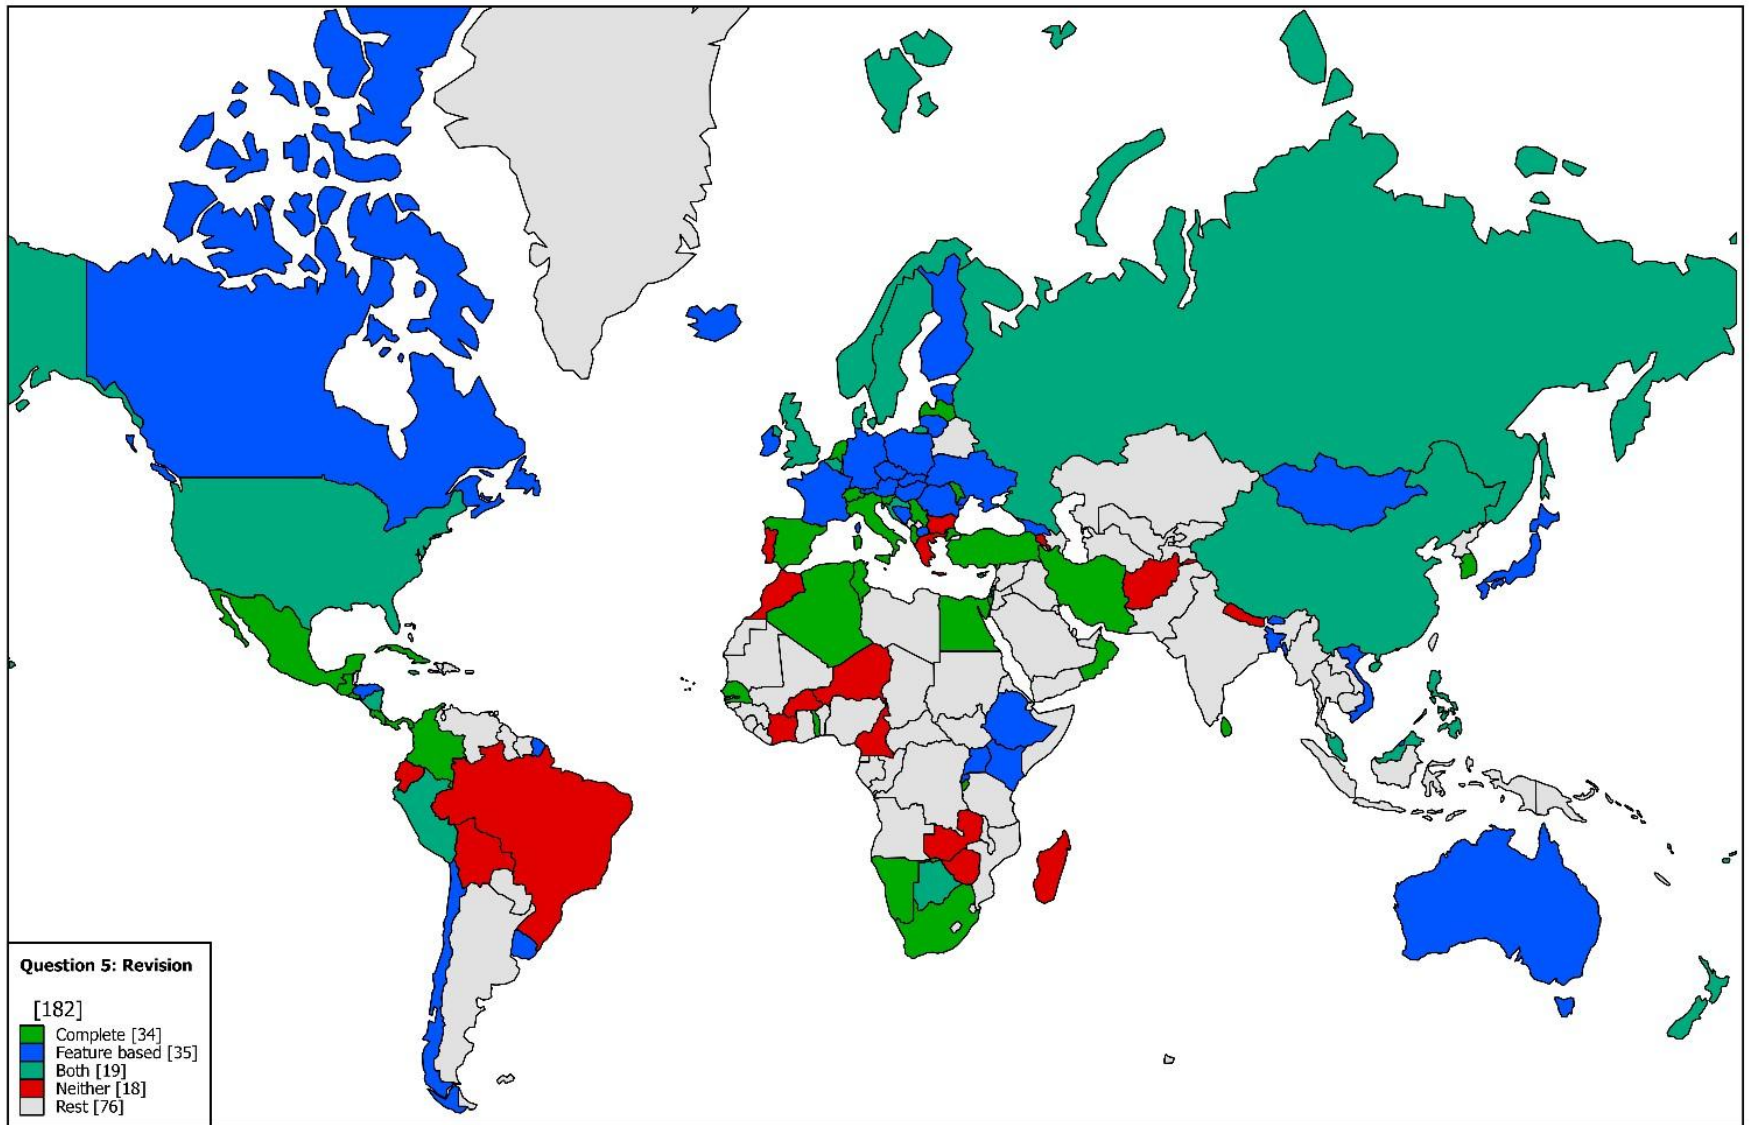 Question 5: Revision
[182]
Complete [34]
Feature based [35]
Both [19]
Neither [18]
Rest [76]